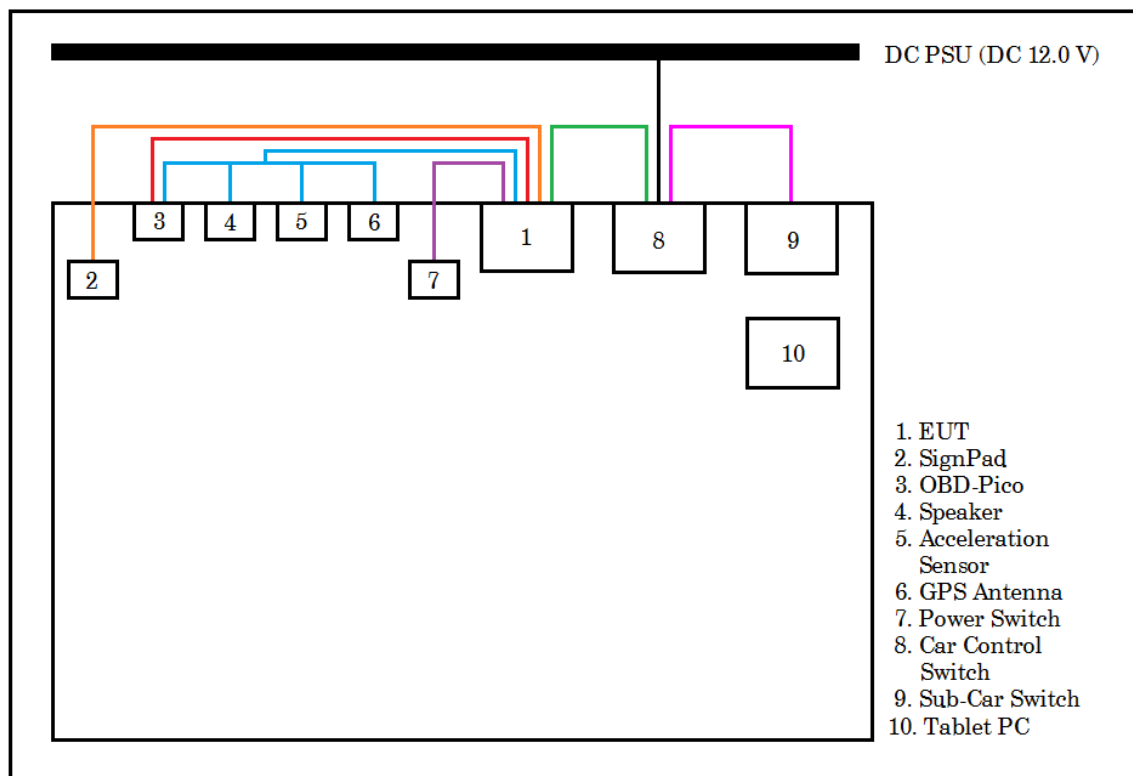 DC PSU (DC 12.0 V)
3
4
5
6
1
8
9
2
7
10
1. EUT
2. SignPad
3. OBD-Pico
4. Speaker
5. Acceleration
Sensor
6. GPS Antenna
7. Power Switch
8. Car Control
Switch
9. Sub-Car Switch
10. Tablet PC